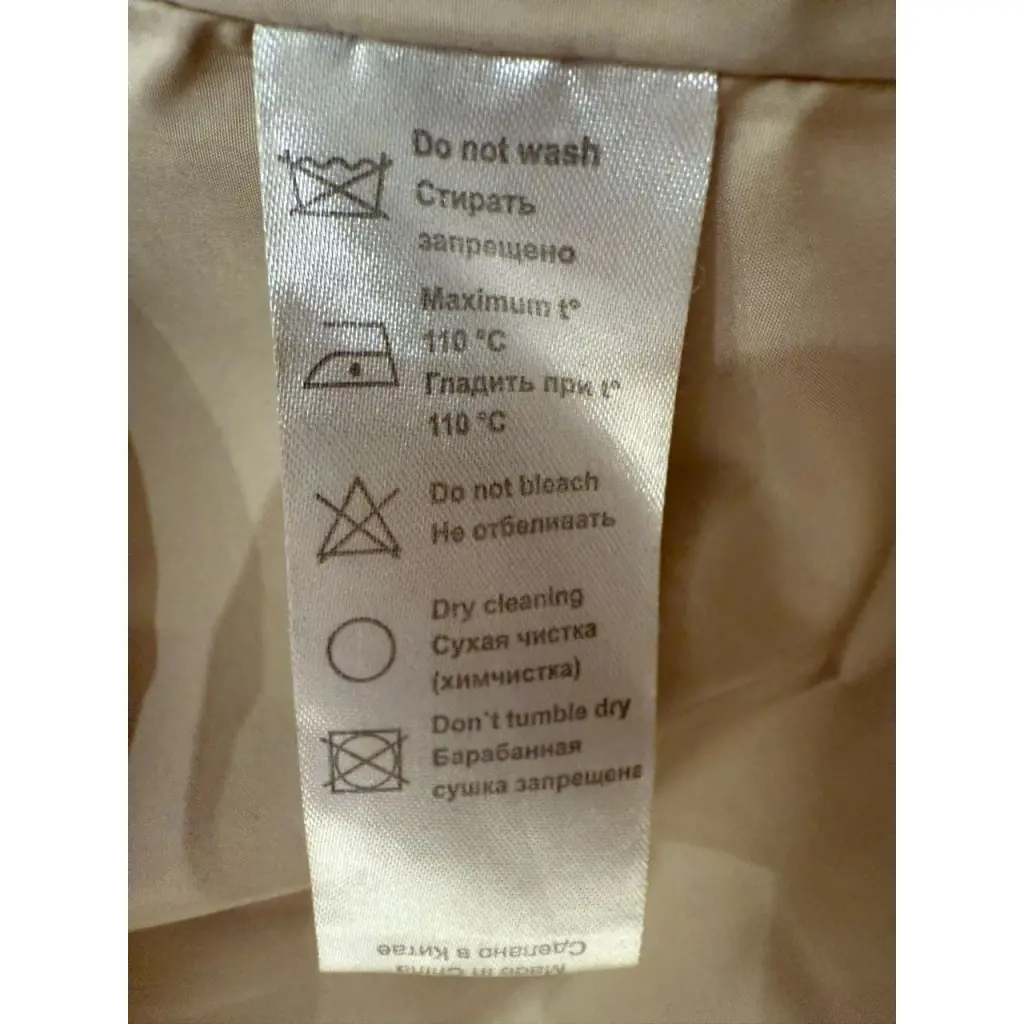 Do not wash
Стирать
запрещено
Maximum t°
110 °C
Гладить при t°
110 °C
Do not bleach
Не отбеливать
Dry cleaning
Сухая чистка
(химчистка)
Don`t tumble dry
Барабанная
сушка запрещена
Сделано в Китае
Made in China